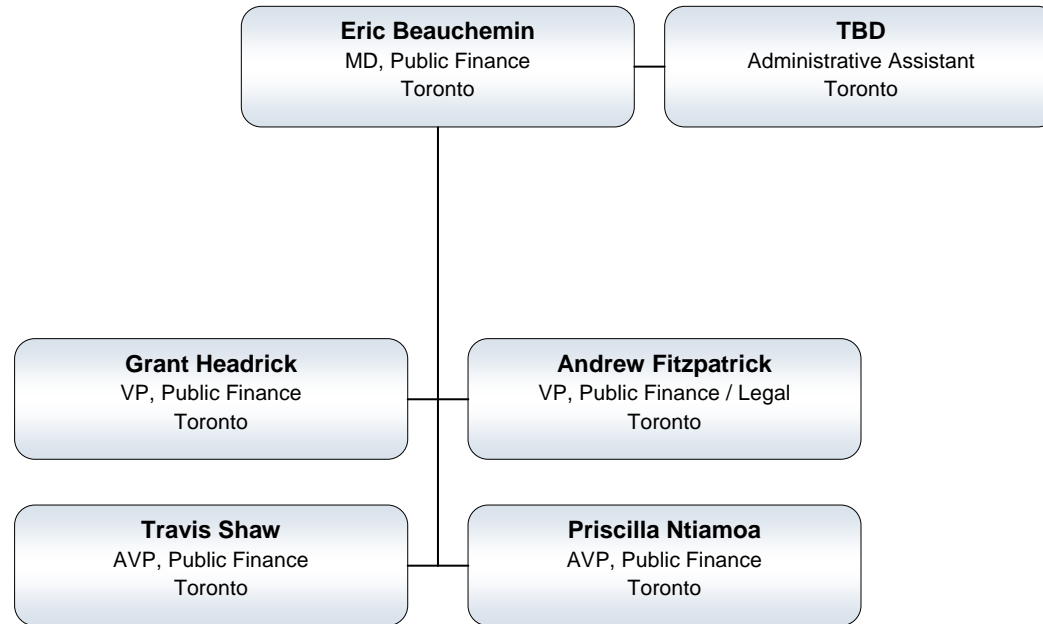 Eric Beauchemin
MD, Public Finance
Toronto
TBD
Administrative Assistant
Toronto
Grant Headrick
VP, Public Finance
Toronto
Andrew Fitzpatrick
VP, Public Finance / Legal
Toronto
Travis Shaw
AVP, Public Finance
Toronto
Priscilla Ntiamoa
AVP, Public Finance
Toronto